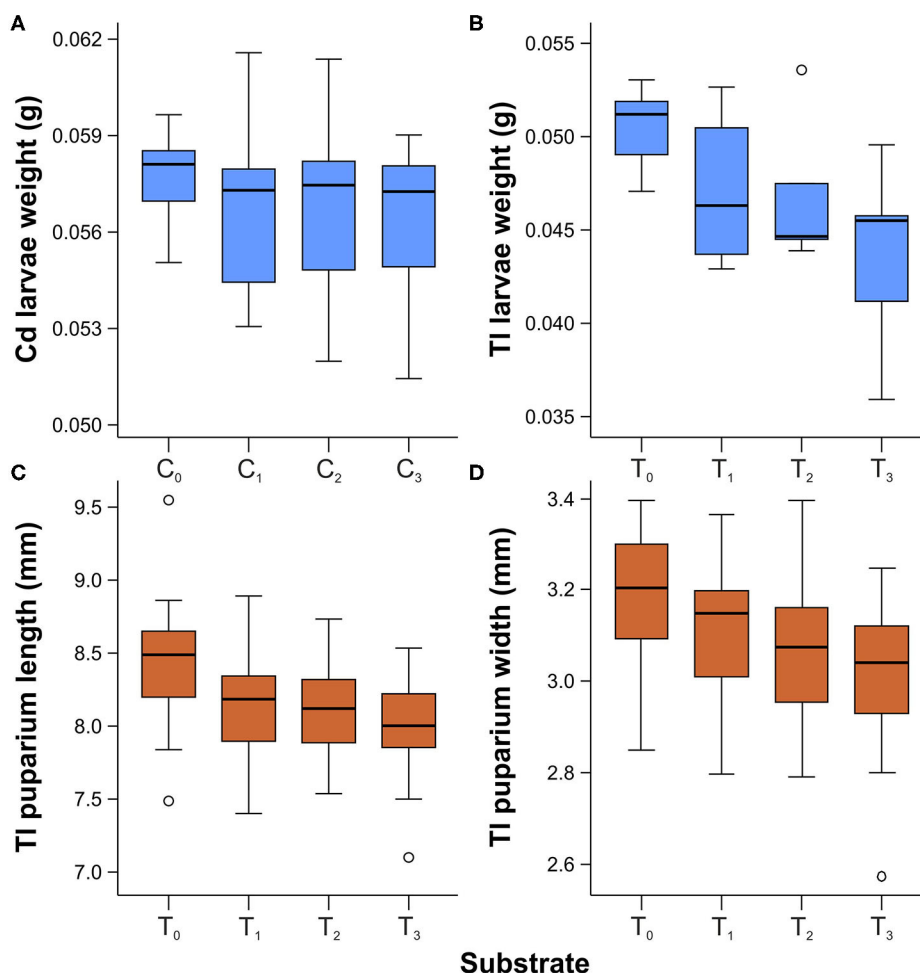 A
Cd larvae weight (g)
0.062
0.059
0.056
0.053
0.050
C₀ C₁ C₂ C₃
B
Tl larvae weight (g)
0.055
0.050
0.045
0.040
0.035
T₀ T₁ T₂ T₃
C
Tl puparium length (mm)
9.5
9.0
8.5
8.0
7.5
7.0
T₀ T₁ T₂ T₃
D
Tl puparium width (mm)
3.4
3.2
3.0
2.8
2.6
T₀ T₁ T₂ T₃
Substrate